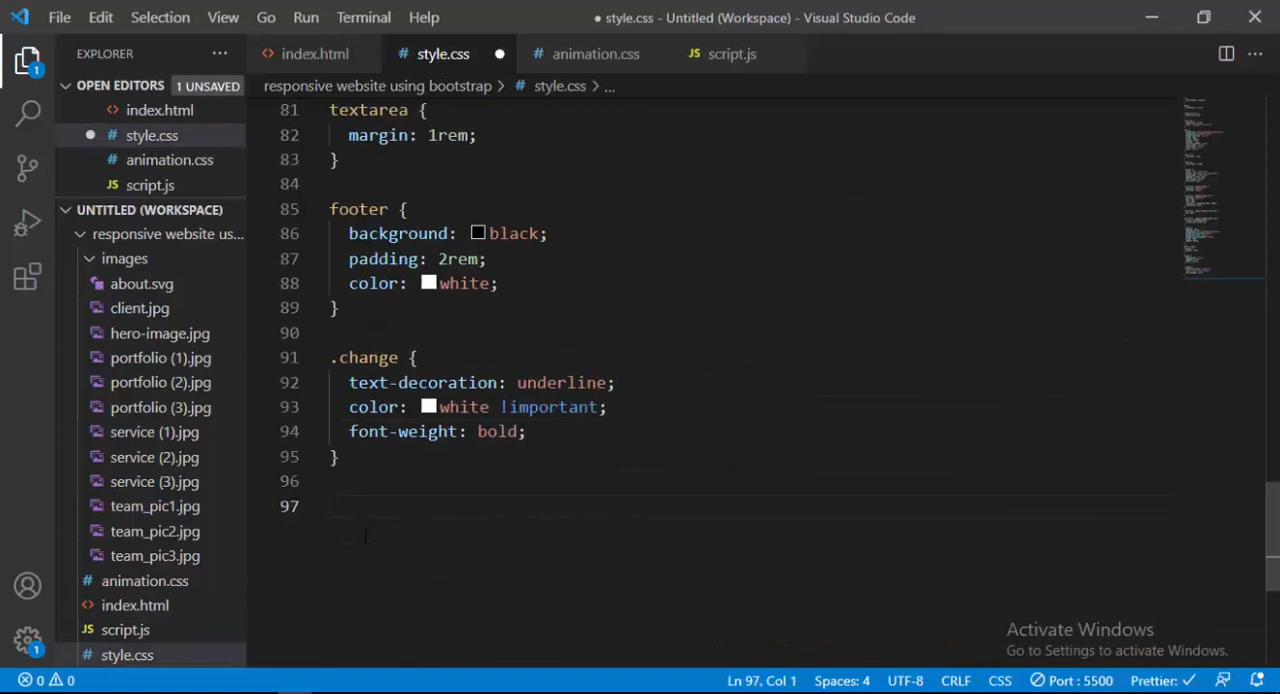 File Edit Selection View Go Run Terminal Help
● style.css - Untitled (Workspace) - Visual Studio Code
EXPLORER
OPEN EDITORS 1 UNSAVED
index.html
style.css
animation.css
script.js
UNTITLED (WORKSPACE)
responsive website us...
images
about.svg
client.jpg
hero-image.jpg
portfolio (1).jpg
portfolio (2).jpg
portfolio (3).jpg
service (1).jpg
service (2).jpg
service (3).jpg
team_pic1.jpg
team_pic2.jpg
team_pic3.jpg
animation.css
index.html
script.js
style.css
index.html style.css animation.css script.js
responsive website using bootstrap > # style.css > ...
81 textarea {
82 margin: 1rem;
83 }
84
85 footer {
86 background: black;
87 padding: 2rem;
88 color: white;
89 }
90
91 .change {
92 text-decoration: underline;
93 color: white !important;
94 font-weight: bold;
95 }
96
97
Activate Windows
Go to Settings to activate Windows.
0 0 Ln 97, Col 1 Spaces: 4 UTF-8 CRLF CSS Port : 5500 Prettier: ✓